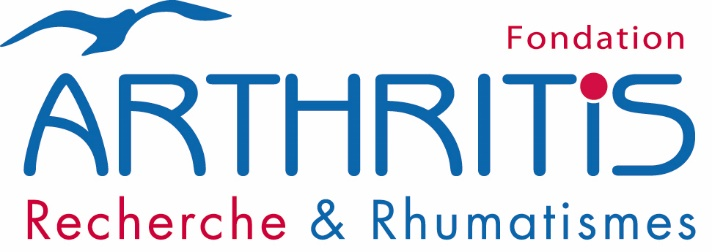 Fondation
ARTHRITiS
Recherche & Rhumatismes